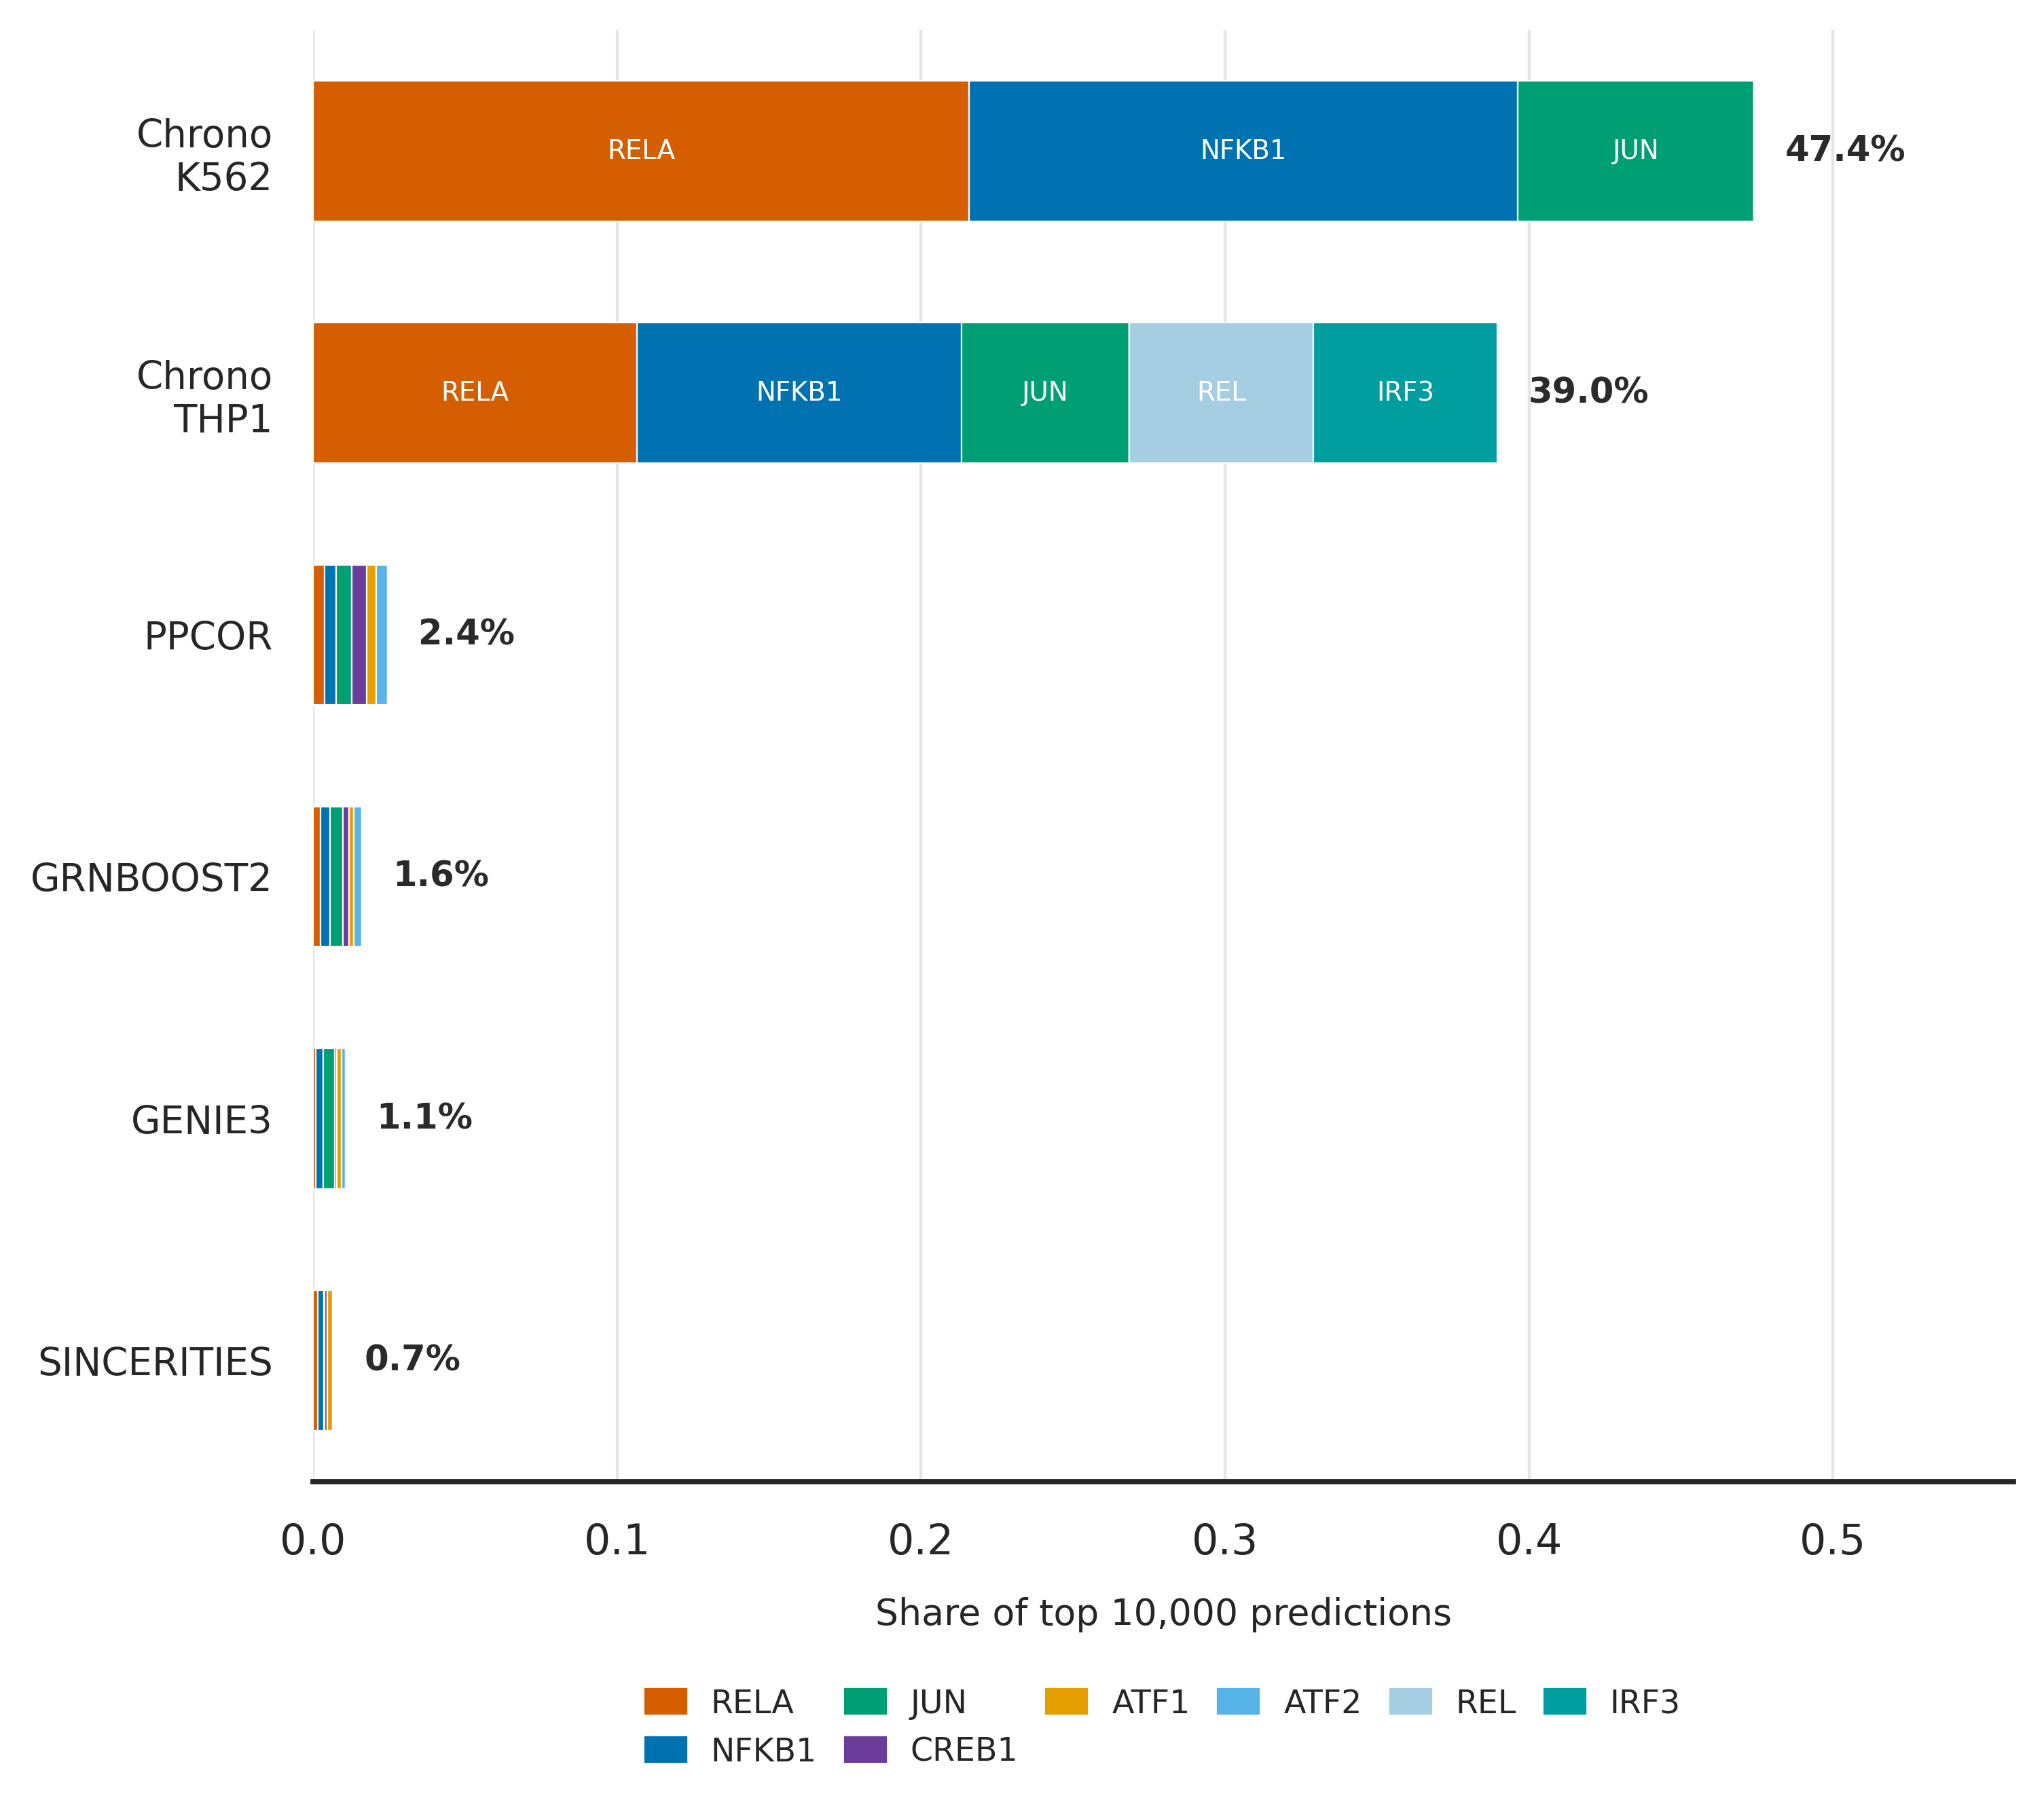 Chrono
K562
RELA
NFKB1
JUN
47.4%
Chrono
THP1
RELA
NFKB1
JUN
REL
IRF3
39.0%
PPCOR
2.4%
GRNBOOST2
1.6%
GENIE3
1.1%
SINCERITIES
0.7%
0.0 0.1 0.2 0.3 0.4 0.5
Share of top 10,000 predictions
RELA JUN ATF1 ATF2 REL IRF3
NFKB1 CREB1